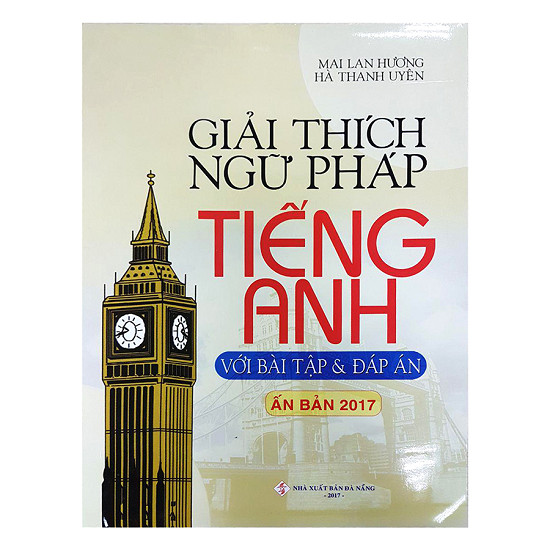 MAI LAN HƯƠNG
HÀ THANH UYÊN
GIẢI THÍCH
NGỮ PHÁP
TIẾNG
ANH
VỚI BÀI TẬP & ĐÁP ÁN
ẤN BẢN 2017
NHÀ XUẤT BẢN ĐÀ NẴNG
- 2017 -